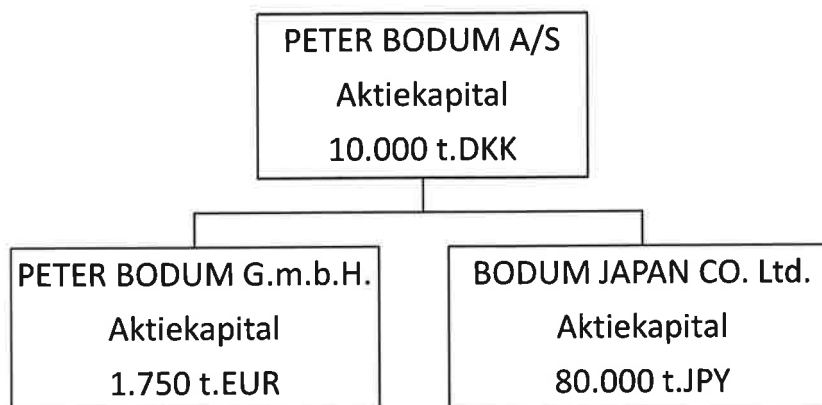 PETER BODUM A/S
Aktiekapital
10.000 t.DKK
PETER BODUM G.m.b.H.
Aktiekapital
1.750 t.EUR
BODUM JAPAN CO. Ltd.
Aktiekapital
80.000 t.JPY